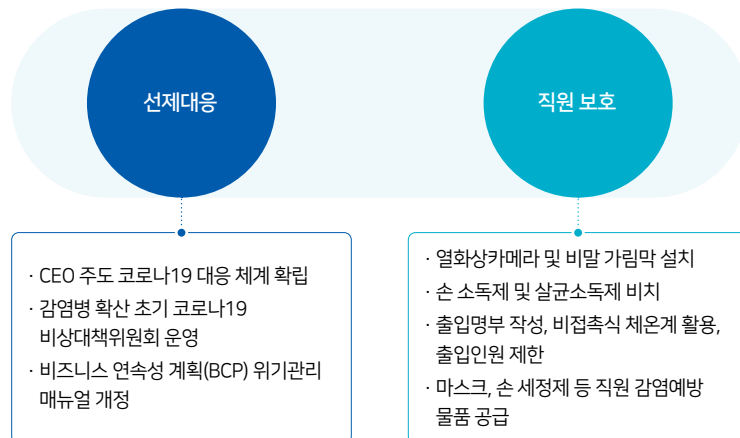 선제대응
직원 보호
· CEO 주도 코로나19 대응 체계 확립
· 감염병 확산 초기 코로나19
비상대책위원회 운영
· 비즈니스 연속성 계획(BCP) 위기관리
매뉴얼 개정
· 열화상카메라 및 비말 가림막 설치
· 손 소독제 및 살균소독제 비치
· 출입명부 작성, 비접촉식 체온계 활용,
출입인원 제한
· 마스크, 손 세정제 등 직원 감염예방
물품 공급